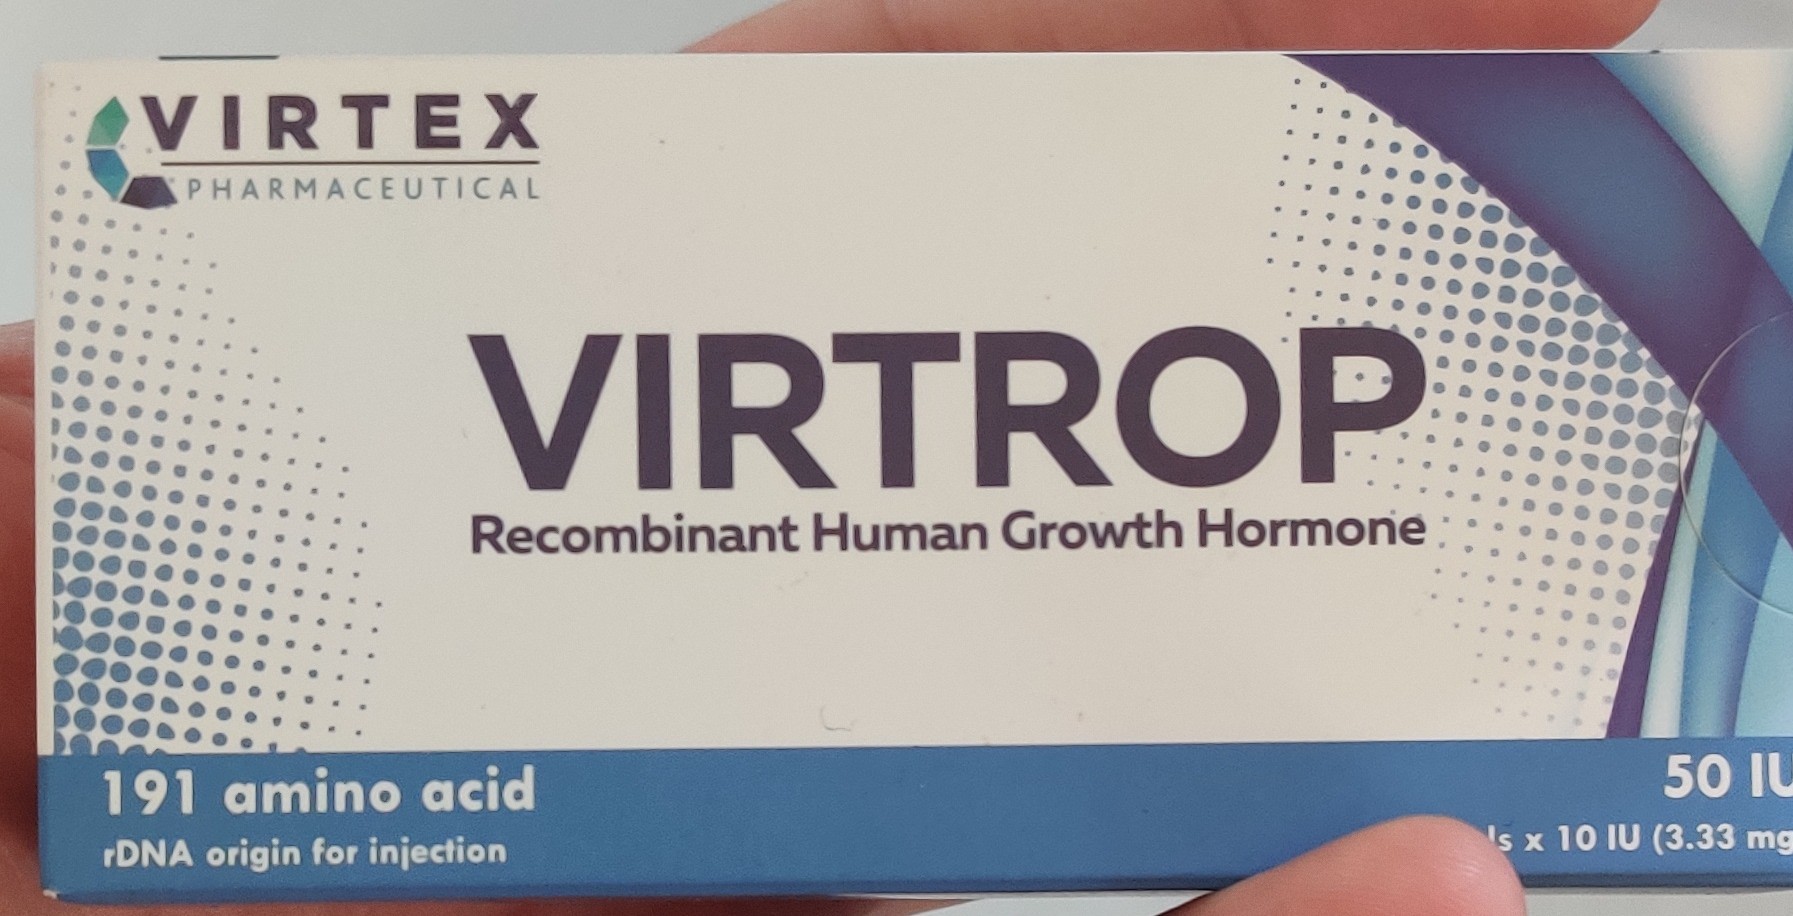 VIRTEX
PHARMACEUTICAL
VIRTROP
Recombinant Human Growth Hormone
191 amino acid
rDNA origin for injection
50 IU
x 10 IU (3.33 mg